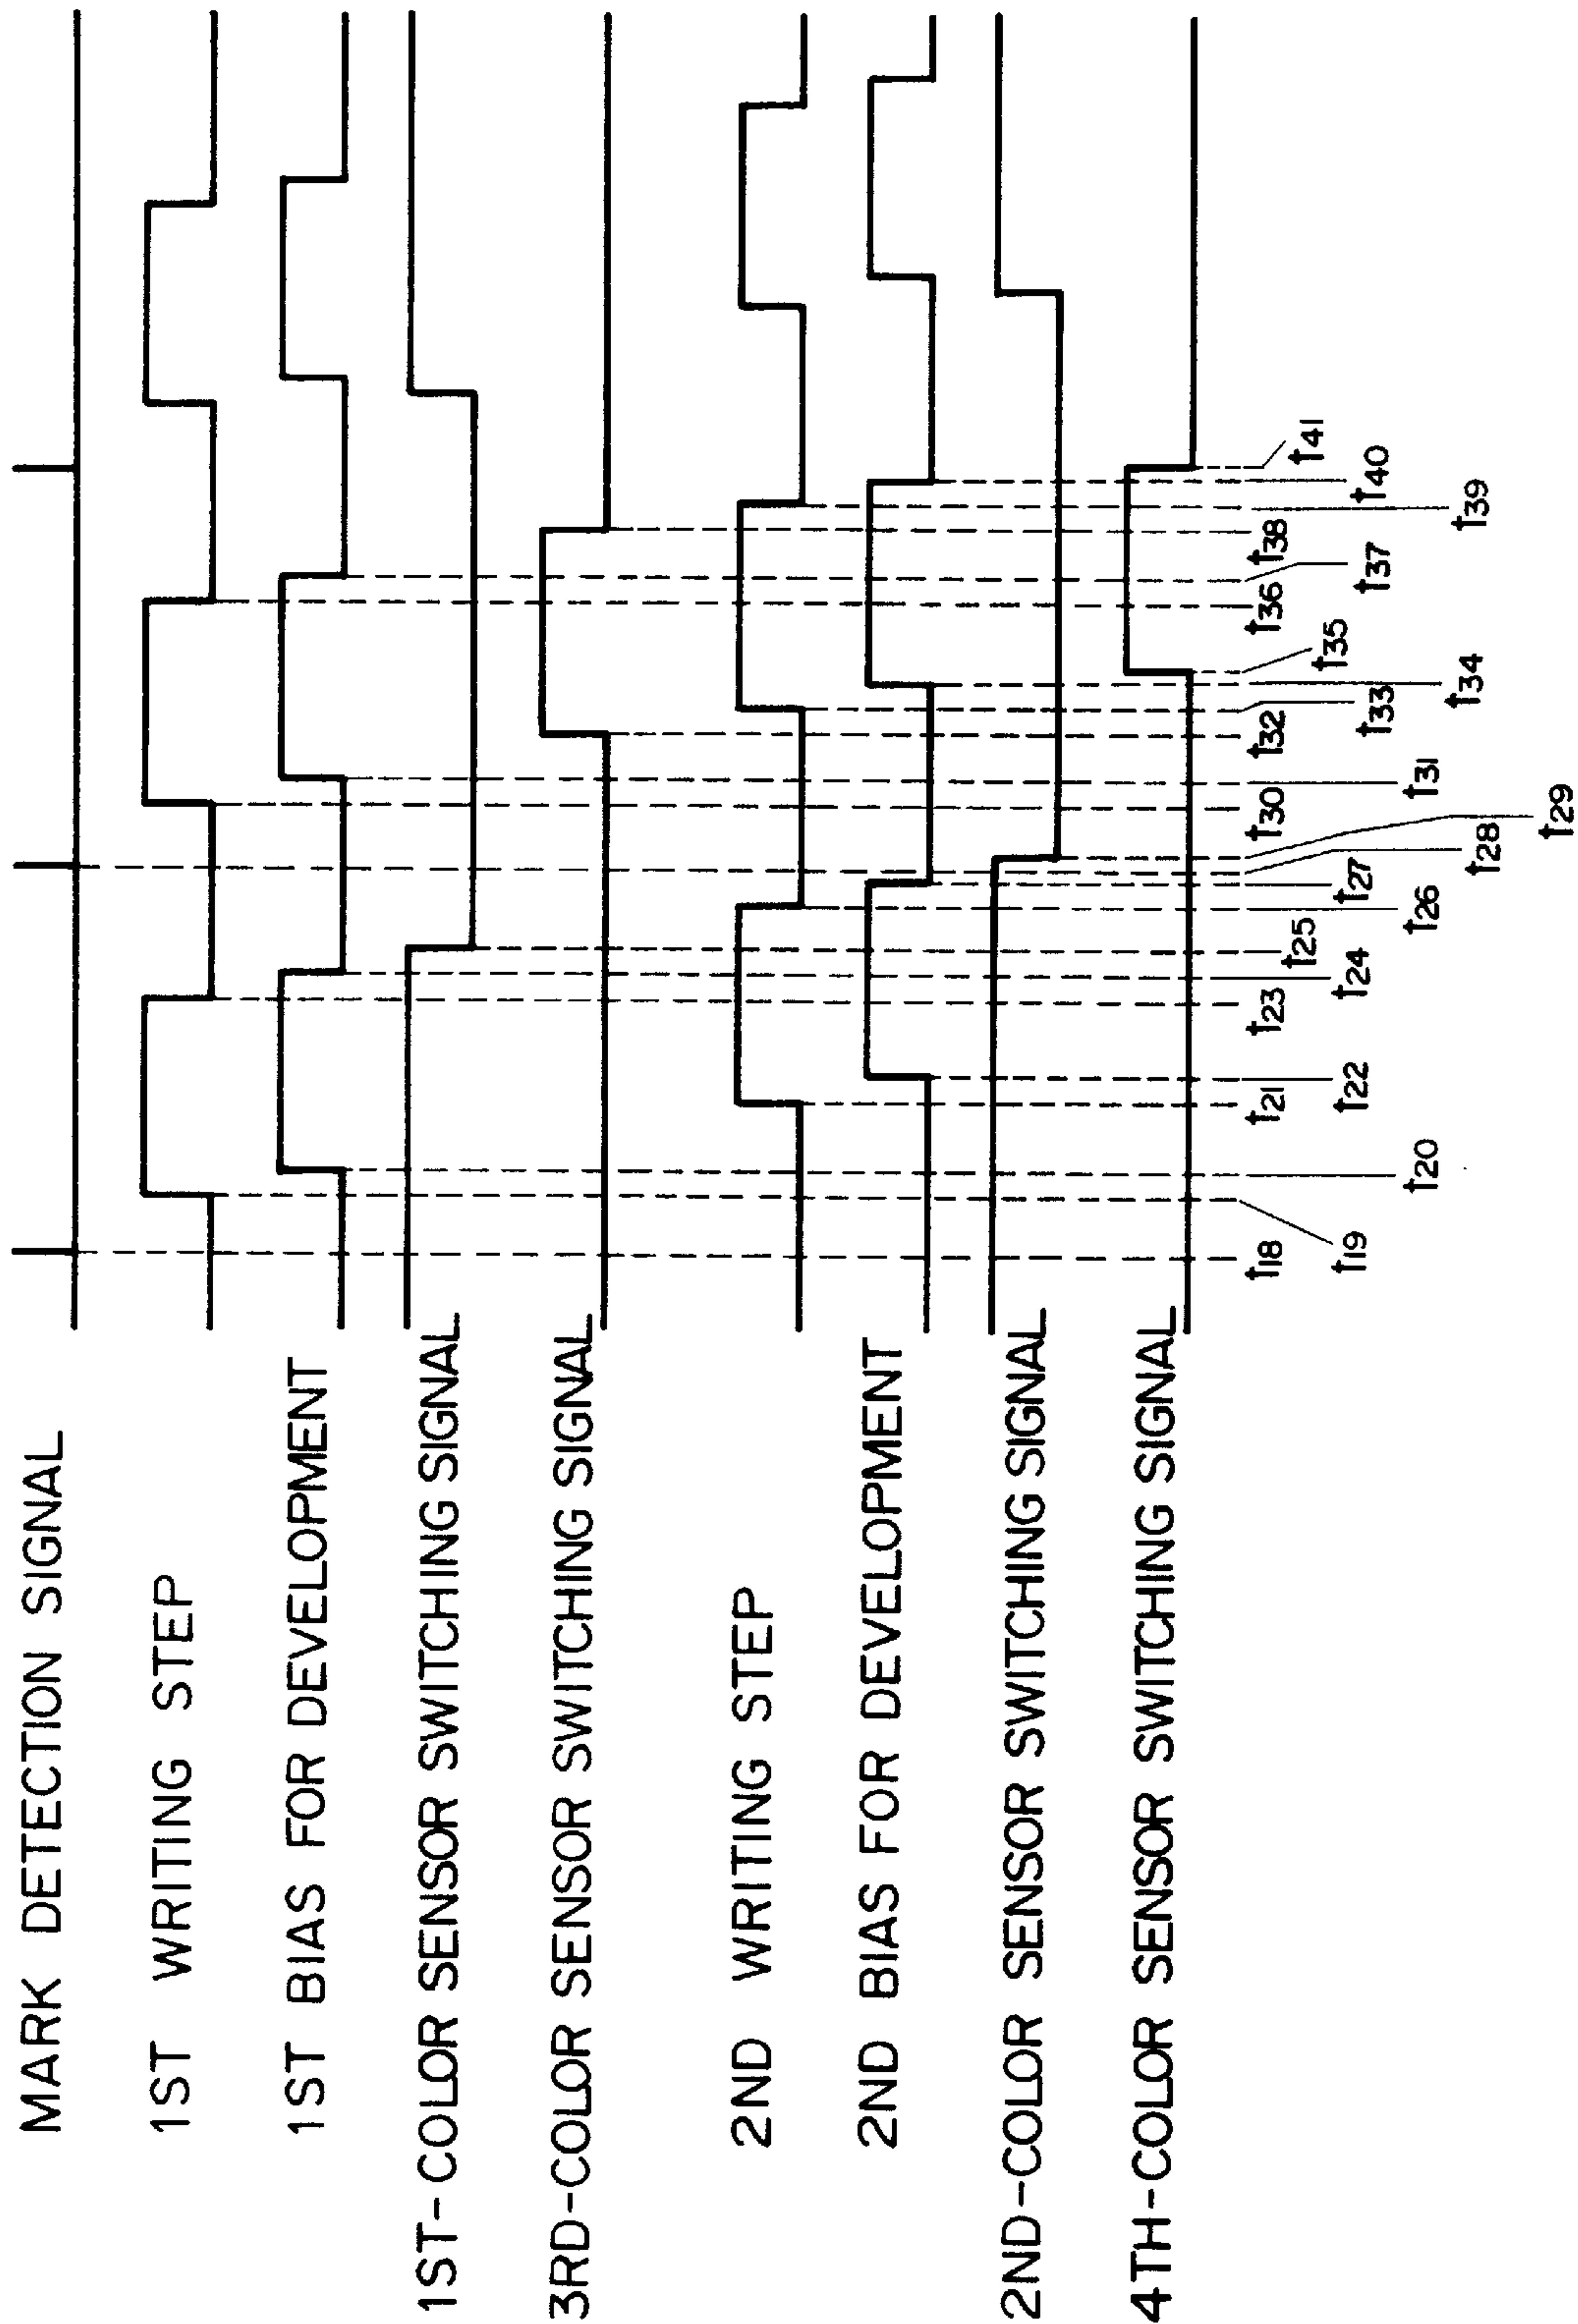 MARK DETECTION SIGNAL
1ST WRITING STEP
1ST BIAS FOR DEVELOPMENT
1ST-COLOR SENSOR SWITCHING SIGNAL
3RD-COLOR SENSOR SWITCHING SIGNAL
2ND WRITING STEP
2ND BIAS FOR DEVELOPMENT
2ND-COLOR SENSOR SWITCHING SIGNAL
4TH-COLOR SENSOR SWITCHING SIGNAL
t18
t19
t20
t21
t22
t23
t24
t25
t26
t27
t28
t29
t30
t31
t32
t33
t34
t35
t36
t37
t38
t39
t40
t41